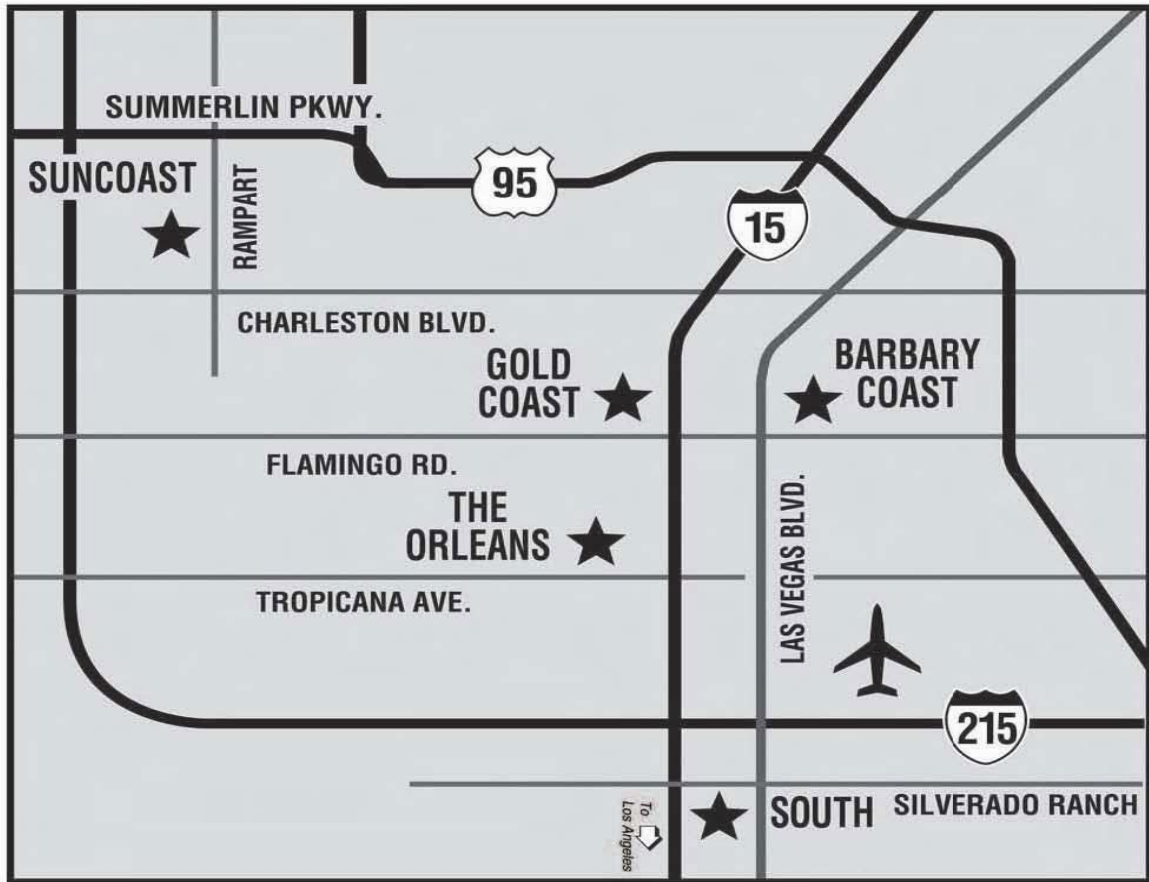 SUMMERLIN PKWY.
SUNCOAST
RAMPART
95
15
CHARLESTON BLVD.
GOLD
COAST
BARBARY
COAST
FLAMINGO RD.
THE
ORLEANS
LAS VEGAS BLVD.
TROPICANA AVE.
215
To
Los Angeles
SOUTH
SILVERADO RANCH